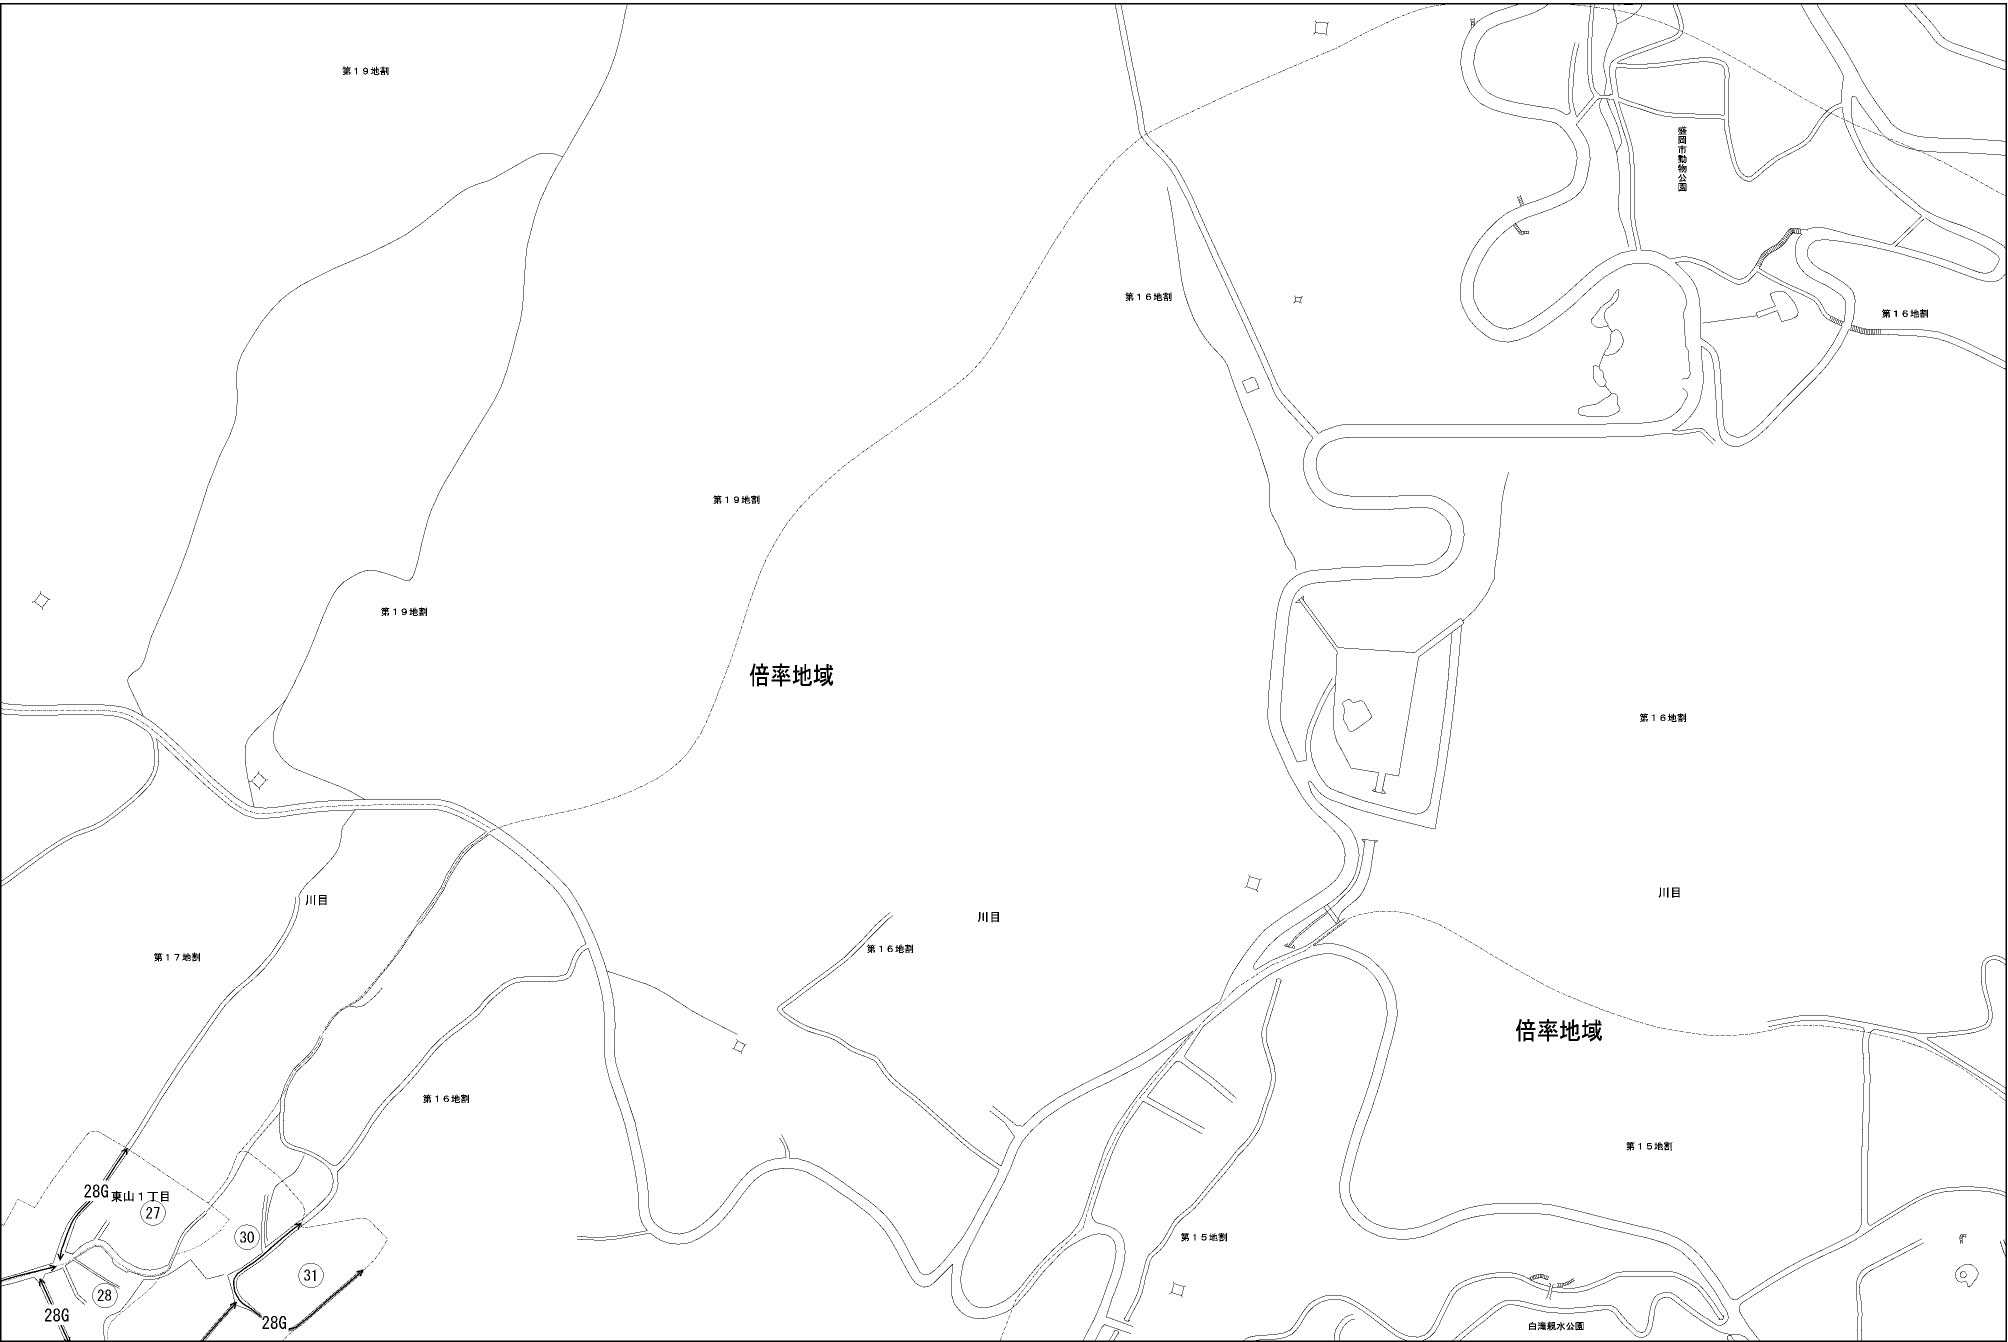 第１９地割
盛岡市動物公園
第１６地割
第１６地割
第１９地割
第１９地割
倍率地域
第１６地割
川目
川目
川目
第１６地割
第１７地割
倍率地域
第１６地割
第１５地割
28G
東山１丁目
27
30
第１５地割
31
28
28G
28G
白滝親水公園